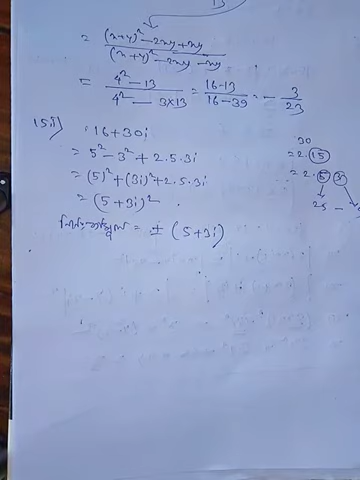 13
= (x+y)² - 2xy + xy / (x+y)² - 2xy - xy
= 4² - 13 / 4² - 3×13 = 16-13 / 16-39 = - 3 / 23
15ii) 16+30i
= 5² - 3² + 2.5.3i
= (5)² + (3i)² + 2.5.3i
= (5+3i)²
= ± (5+3i)
30
= 2.15
= 2.5 3
25 -